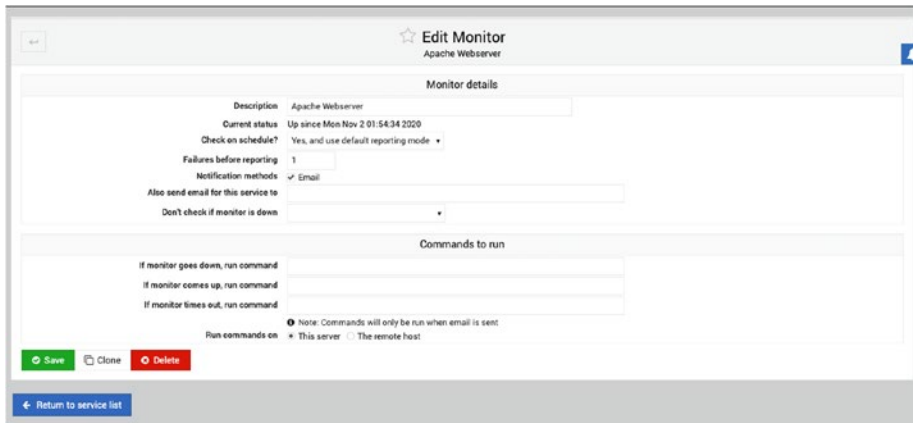 Edit Monitor
Apache Webserver
Monitor details
Description Apache Webserver
Current status Up since Mon Nov 2 01:54:34 2020
Check on schedule? Yes, and use default reporting mode
Failures before reporting 1
Notification methods Email
Also send email for this service to
Don't check if monitor is down
Commands to run
If monitor goes down, run command
If monitor comes up, run command
If monitor times out, run command
Note: Commands will only be run when email is sent
Run commands on This server The remote host
Save Clone Delete
Return to service list